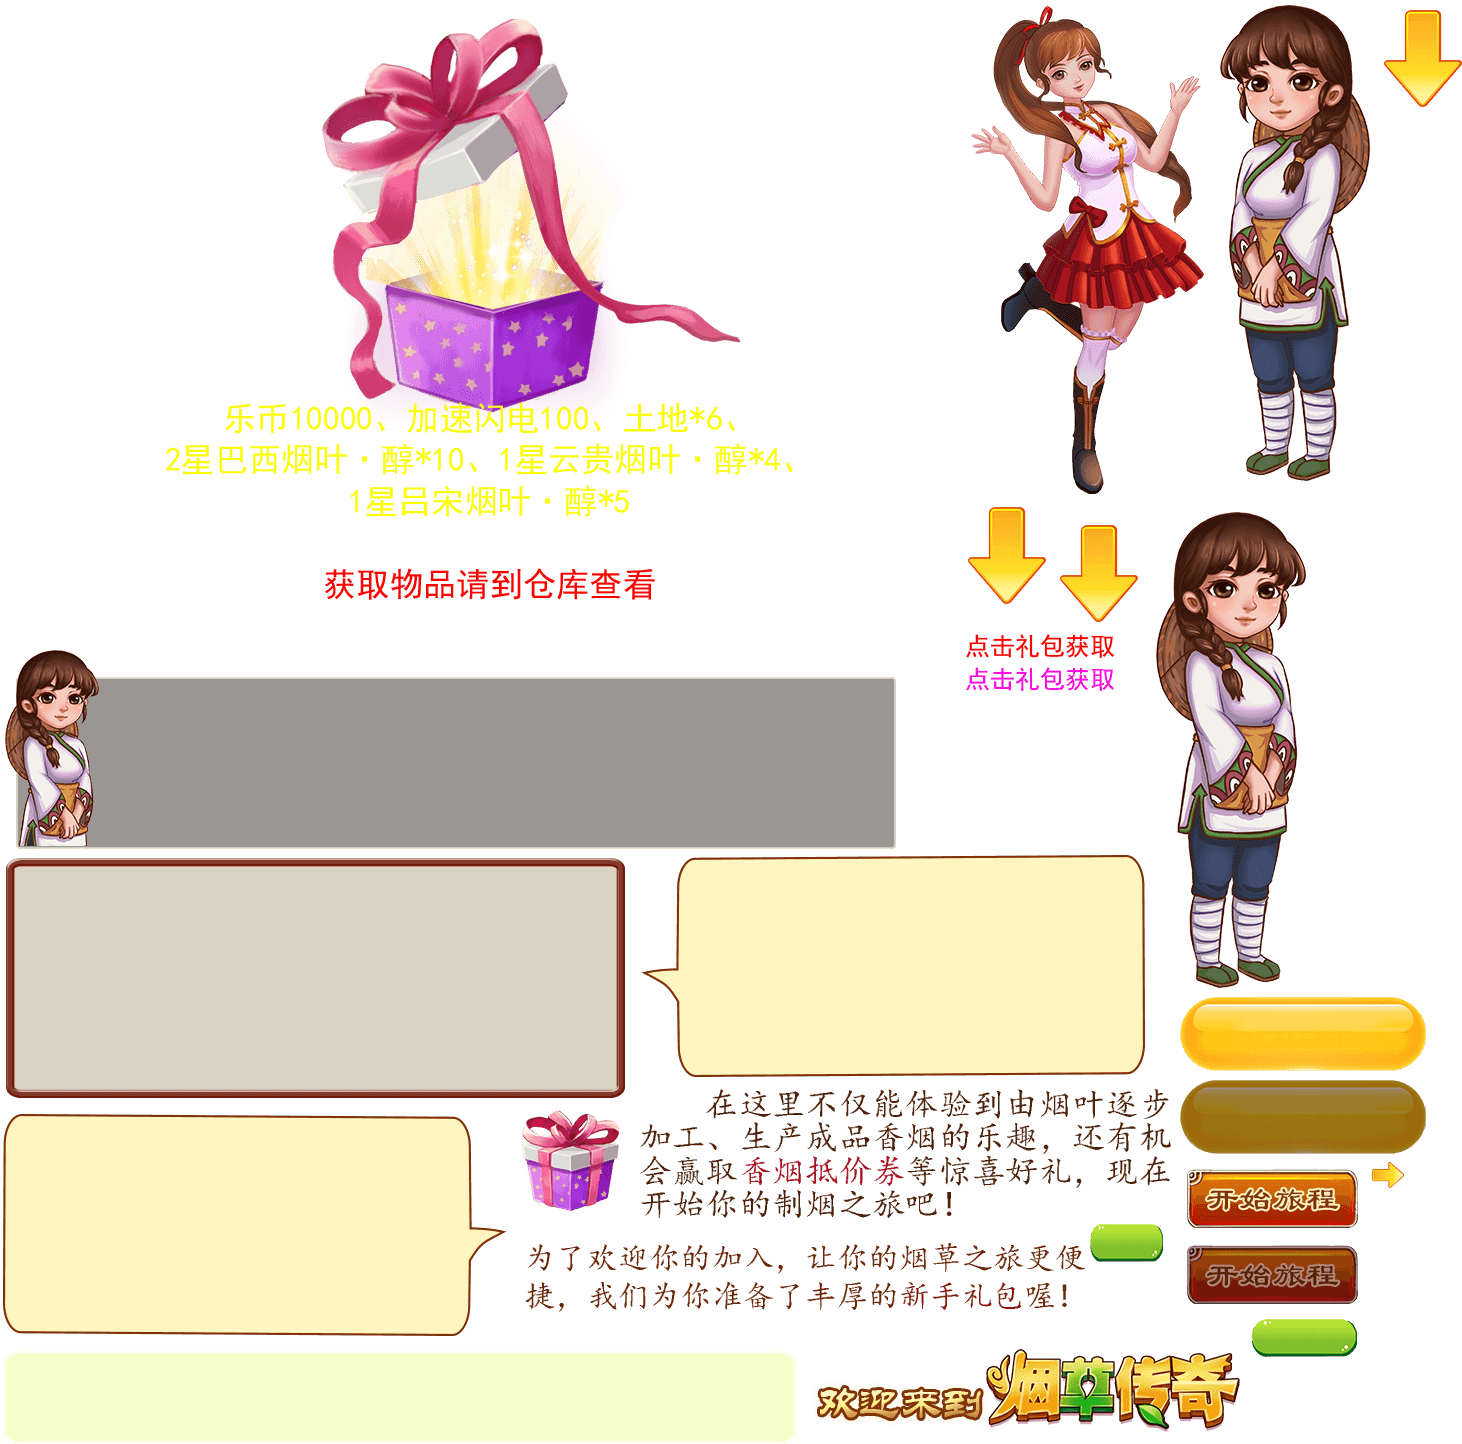 乐币10000、加速闪电100、土地*6、
2星巴西烟叶·醇*10、1星云贵烟叶·醇*4、
1星吕宋烟叶·醇*5
获取物品请到仓库查看
点击礼包获取
点击礼包获取
在这里不仅能体验到由烟叶逐步
加工、生产成品香烟的乐趣，还有机
会赢取香烟抵价券等惊喜好礼，现在
开始你的制烟之旅吧！
开始旅程
为了欢迎你的加入，让你的烟草之旅更便
捷，我们为你准备了丰厚的新手礼包喔！
开始旅程
欢迎来到烟草传奇